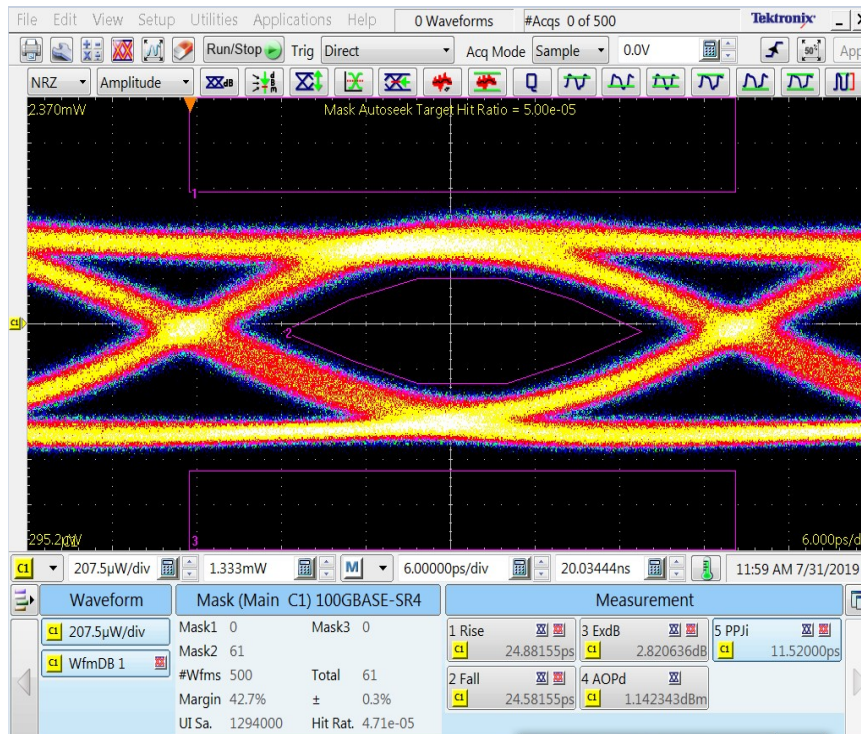 File Edit View Setup Utilities Applications Help 0 Waveforms #Acqs 0 of 500 Tektronix
Run/Stop Trig Direct Acq Mode Sample 0.0V 50% App
NRZ Amplitude dB dBm Q
2.370mW Mask Autoseek Target Hit Ratio = 5.00e-05
1
C1 2
3
295.2µW 6.000ps/d
C1 207.5µW/div 1.333mW M 6.00000ps/div 20.03444ns 11:59 AM 7/31/2019
Waveform Mask (Main C1) 100GBASE-SR4 Measurement
C1 207.5µW/div Mask1 0 Mask3 0 1 Rise 3 ExdB 5 PPJi
Mask2 61 C1 24.88155ps C1 2.820636dB C1 11.52000ps
C1 WfmDB 1 #Wfms 500 Total 61 2 Fall 4 AOPd
Margin 42.7% ± 0.3% C1 24.58155ps C1 1.142343dBm
UI Sa. 1294000 Hit Rat. 4.71e-05